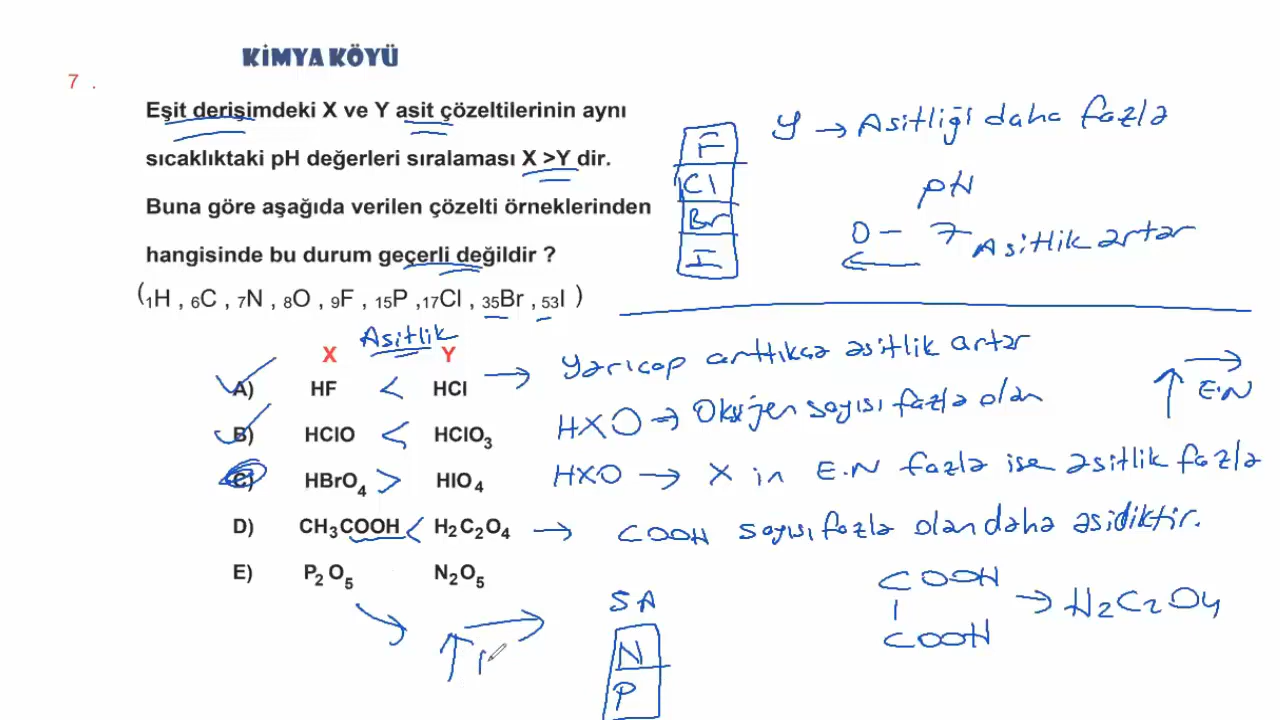 KİMYA KÖYÜ
7 .
Eşit derişimdeki X ve Y asit çözeltilerinin aynı
sıcaklıktaki pH değerleri sıralaması X >Y dir.
Buna göre aşağıda verilen çözelti örneklerinden
hangisinde bu durum geçerli değildir ?
(₁H , ₆C , ₇N , ₈O , ₉F , ₁₅P ,₁₇Cl , ₃₅Br , ₅₃I )
F
Cl
Br
I
y → Asitliği daha fazla
pH
0 - 7 Asitlik artar
Asitlik
X Y
A) HF < HCl → yarıçap arttıkça asitlik artar
B) HClO < HClO₃ HXO → Oksijen sayısı fazla olan
E.N
C) HBrO₄ > HIO₄ HXO → X in E.N fazla ise asitlik fazla
D) CH₃COOH < H₂C₂O₄ → COOH sayısı fazla olan daha asidiktir.
E) P₂O₅ N₂O₅
COOH
COOH
→ H₂C₂O₄
5A
N
P